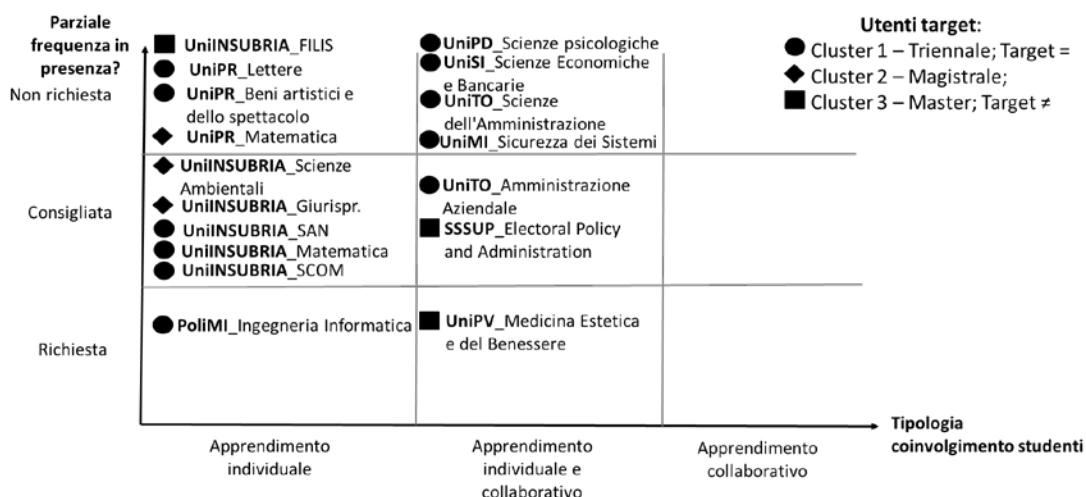 Parziale
frequenza in
presenza?
Non richiesta
UniINSUBRIA_FILIS
UniPR_Lettere
UniPR_Beni artistici e
dello spettacolo
UniPR_Matematica
UniPD_Scienze psicologiche
UniSI_Scienze Economiche
e Bancarie
UniTO_Scienze
dell'Amministrazione
UniMI_Sicurezza dei Sistemi
Utenti target:
Cluster 1 – Triennale; Target =
Cluster 2 – Magistrale;
Cluster 3 – Master; Target ≠
Consigliata
UniINSUBRIA_Scienze
Ambientali
UniINSUBRIA_Giurispr.
UniINSUBRIA_SAN
UniINSUBRIA_Matematica
UniINSUBRIA_SCOM
UniTO_Amministrazione
Aziendale
SSSUP_Electoral Policy
and Administration
Richiesta
PoliMI_Ingegneria Informatica
UniPV_Medicina Estetica
e del Benessere
Tipologia
coinvolgimento studenti
Apprendimento
individuale
Apprendimento
individuale e
collaborativo
Apprendimento
collaborativo